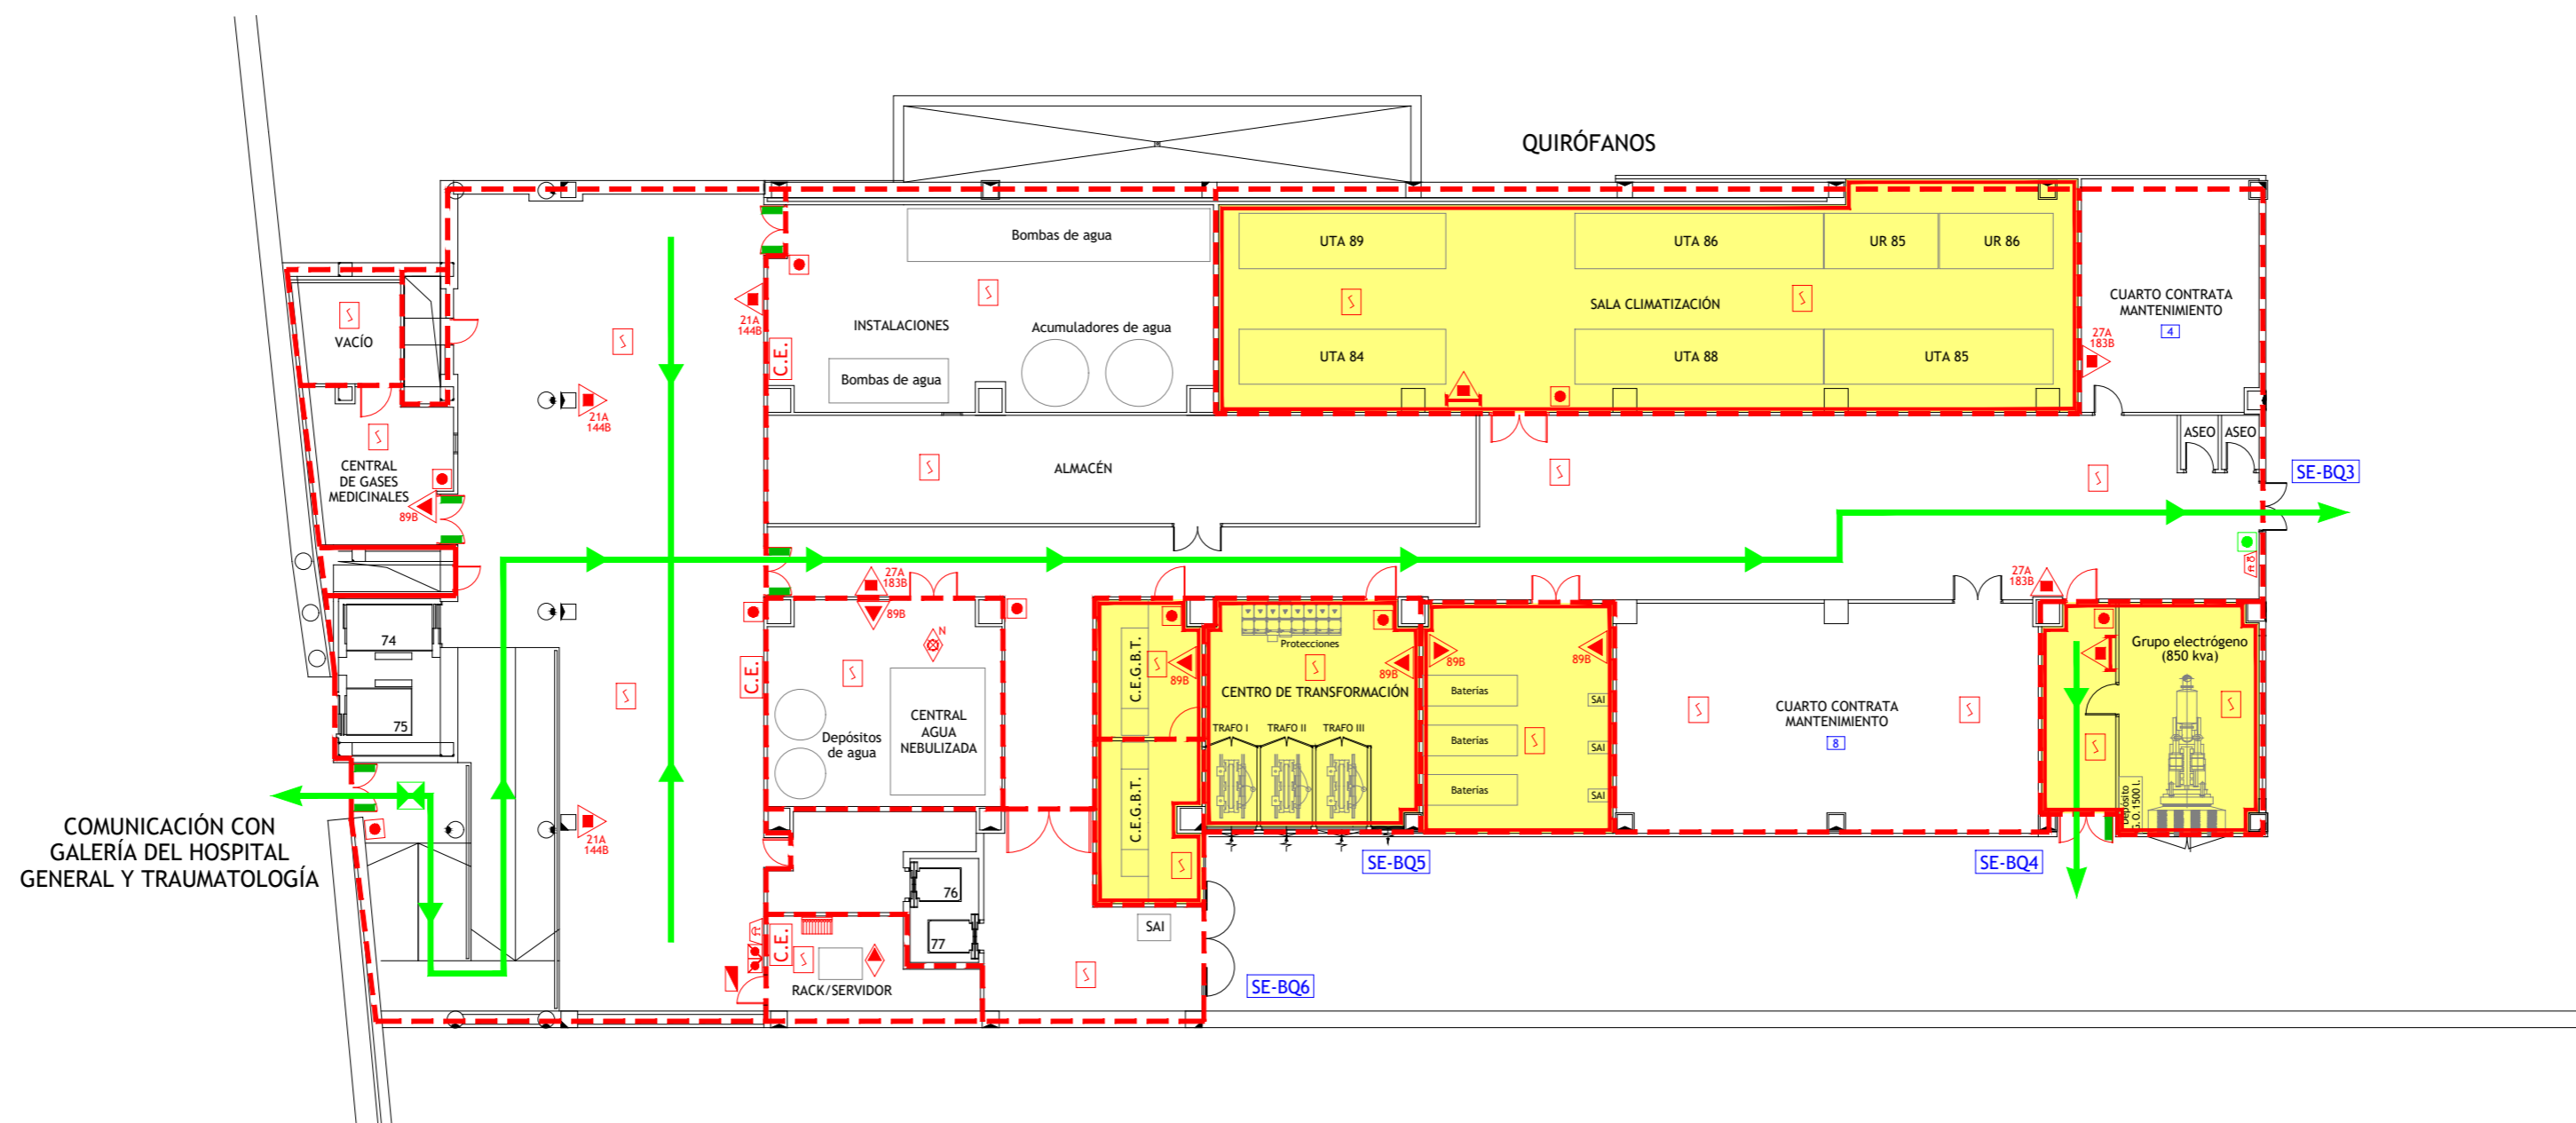 QUIRÓFANOS
Bombas de agua
INSTALACIONES
Acumuladores de agua
Bombas de agua
UTA 89
UTA 86
UR 85
UR 86
SALA CLIMATIZACIÓN
UTA 84
UTA 88
UTA 85
CUARTO CONTRATA
MANTENIMIENTO
4
27A
183B
VACÍO
21A
144B
C.E.
21A
144B
CENTRAL
DE GASES
MEDICINALES
89B
ALMACÉN
ASEO
ASEO
SE-BQ3
27A
183B
89B
N
C.E.
Depósitos
de agua
CENTRAL
AGUA
NEBULIZADA
C.E.G.B.T.
C.E.G.B.T.
89B
Protecciones
89B
CENTRO DE TRANSFORMACIÓN
TRAFO I
TRAFO II
TRAFO III
89B
89B
Baterías
Baterías
Baterías
SAI
SAI
SAI
CUARTO CONTRATA
MANTENIMIENTO
8
27A
183B
Grupo electrógeno
(850 kva)
Depósito
G.O. 1500 l.
74
75
COMUNICACIÓN CON
GALERÍA DEL HOSPITAL
GENERAL Y TRAUMATOLOGÍA
21A
144B
76
77
C.E.
RACK/SERVIDOR
SAI
SE-BQ5
SE-BQ4
SE-BQ6